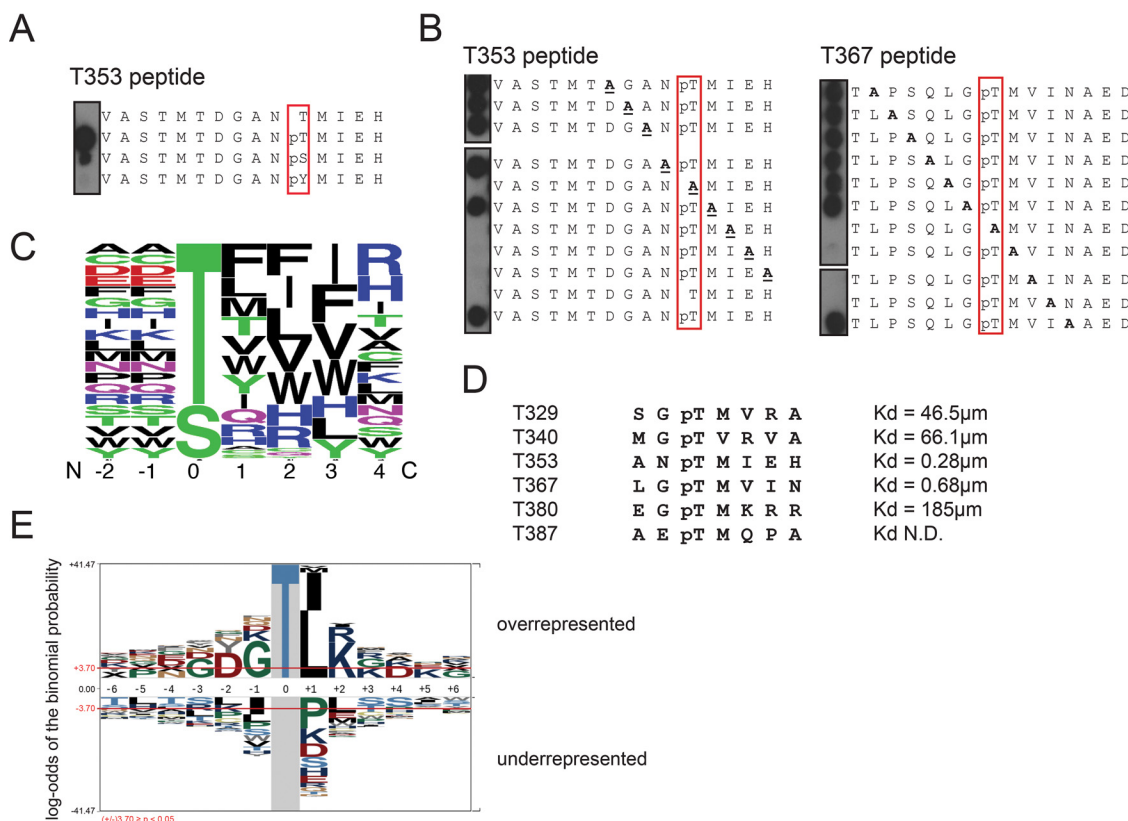 A
T353 peptide
V A S T M T D G A N T M I E H
V A S T M T D G A N pT M I E H
V A S T M T D G A N pS M I E H
V A S T M T D G A N pY M I E H
B
T353 peptide
V A S T M T A G A N pT M I E H
V A S T M T D A A N pT M I E H
V A S T M T D G A N pT M I E H
V A S T M T D G A A pT M I E H
V A S T M T D G A N A M I E H
V A S T M T D G A N pT A I E H
V A S T M T D G A N pT M A E H
V A S T M T D G A N pT M I A H
V A S T M T D G A N pT M I E A
V A S T M T D G A N T M I E H
V A S T M T D G A N pT M I E H
T367 peptide
T A P S Q L G pT M V I N A E D
T L A S Q L G pT M V I N A E D
T L P A Q L G pT M V I N A E D
T L P S A L G pT M V I N A E D
T L P S Q A G pT M V I N A E D
T L P S Q L A pT M V I N A E D
T L P S Q L G A M V I N A E D
T L P S Q L G pT A V I N A E D
T L P S Q L G pT M A I N A E D
T L P S Q L G pT M V A N A E D
T L P S Q L G pT M V I A A E D
C
N -2 -1 0 1 2 3 4 C
D
T329 S G pT M V R A Kd = 46.5µm
T340 M G pT V R V A Kd = 66.1µm
T353 A N pT M I E H Kd = 0.28µm
T367 L G pT M V I N Kd = 0.68µm
T380 E G pT M K R R Kd = 185µm
T387 A E pT M Q P A Kd N.D.
E
log-odds of the binomial probability
+41.47
+3.70
0.00
-3.70
-41.47
-6 -5 -4 -3 -2 -1 0 +1 +2 +3 +4 +5 +6
overrepresented
underrepresented
(+/-)3.70 ≥ p < 0.05